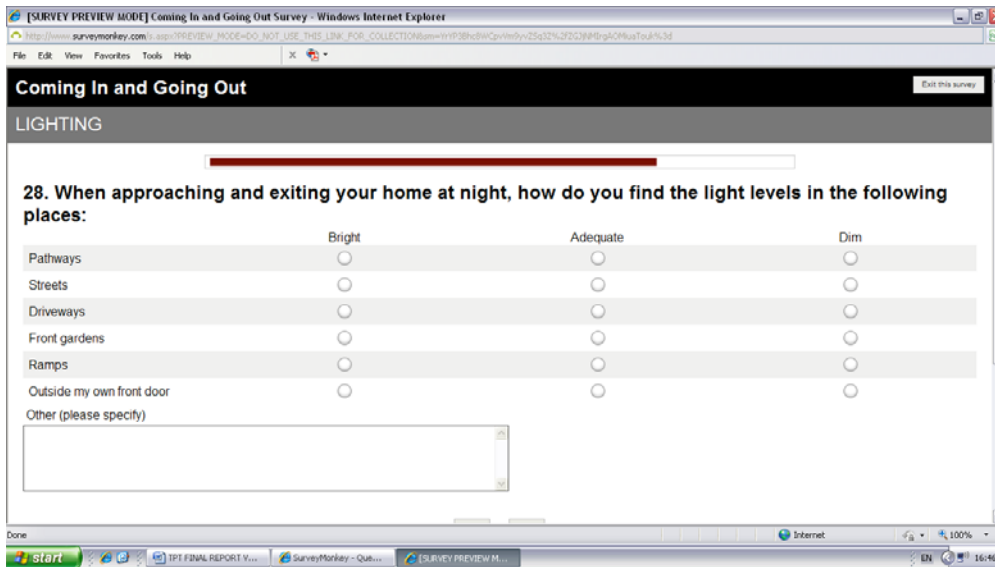 [SURVEY PREVIEW MODE] Coming In and Going Out Survey - Windows Internet Explorer
File Edit View Favorites Tools Help
Coming In and Going Out
Exit this survey
LIGHTING
28. When approaching and exiting your home at night, how do you find the light levels in the following
places:
Bright Adequate Dim
Pathways
Streets
Driveways
Front gardens
Ramps
Outside my own front door
Other (please specify)
Done Internet 100%
start TPT FINAL REPORT V... SurveyMonkey - Que... [SURVEY PREVIEW M... EN 16:46